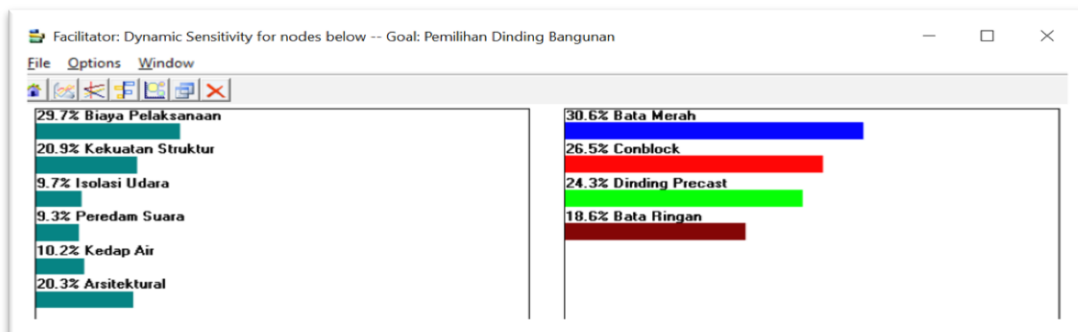 Facilitator: Dynamic Sensitivity for nodes below -- Goal: Pemilihan Dinding Bangunan
File Options Window
29.7% Biaya Pelaksanaan
20.9% Kekuatan Struktur
9.7% Isolasi Udara
9.3% Peredam Suara
10.2% Kedap Air
20.3% Arsitektural
30.6% Bata Merah
26.5% Conblock
24.3% Dinding Precast
18.6% Bata Ringan